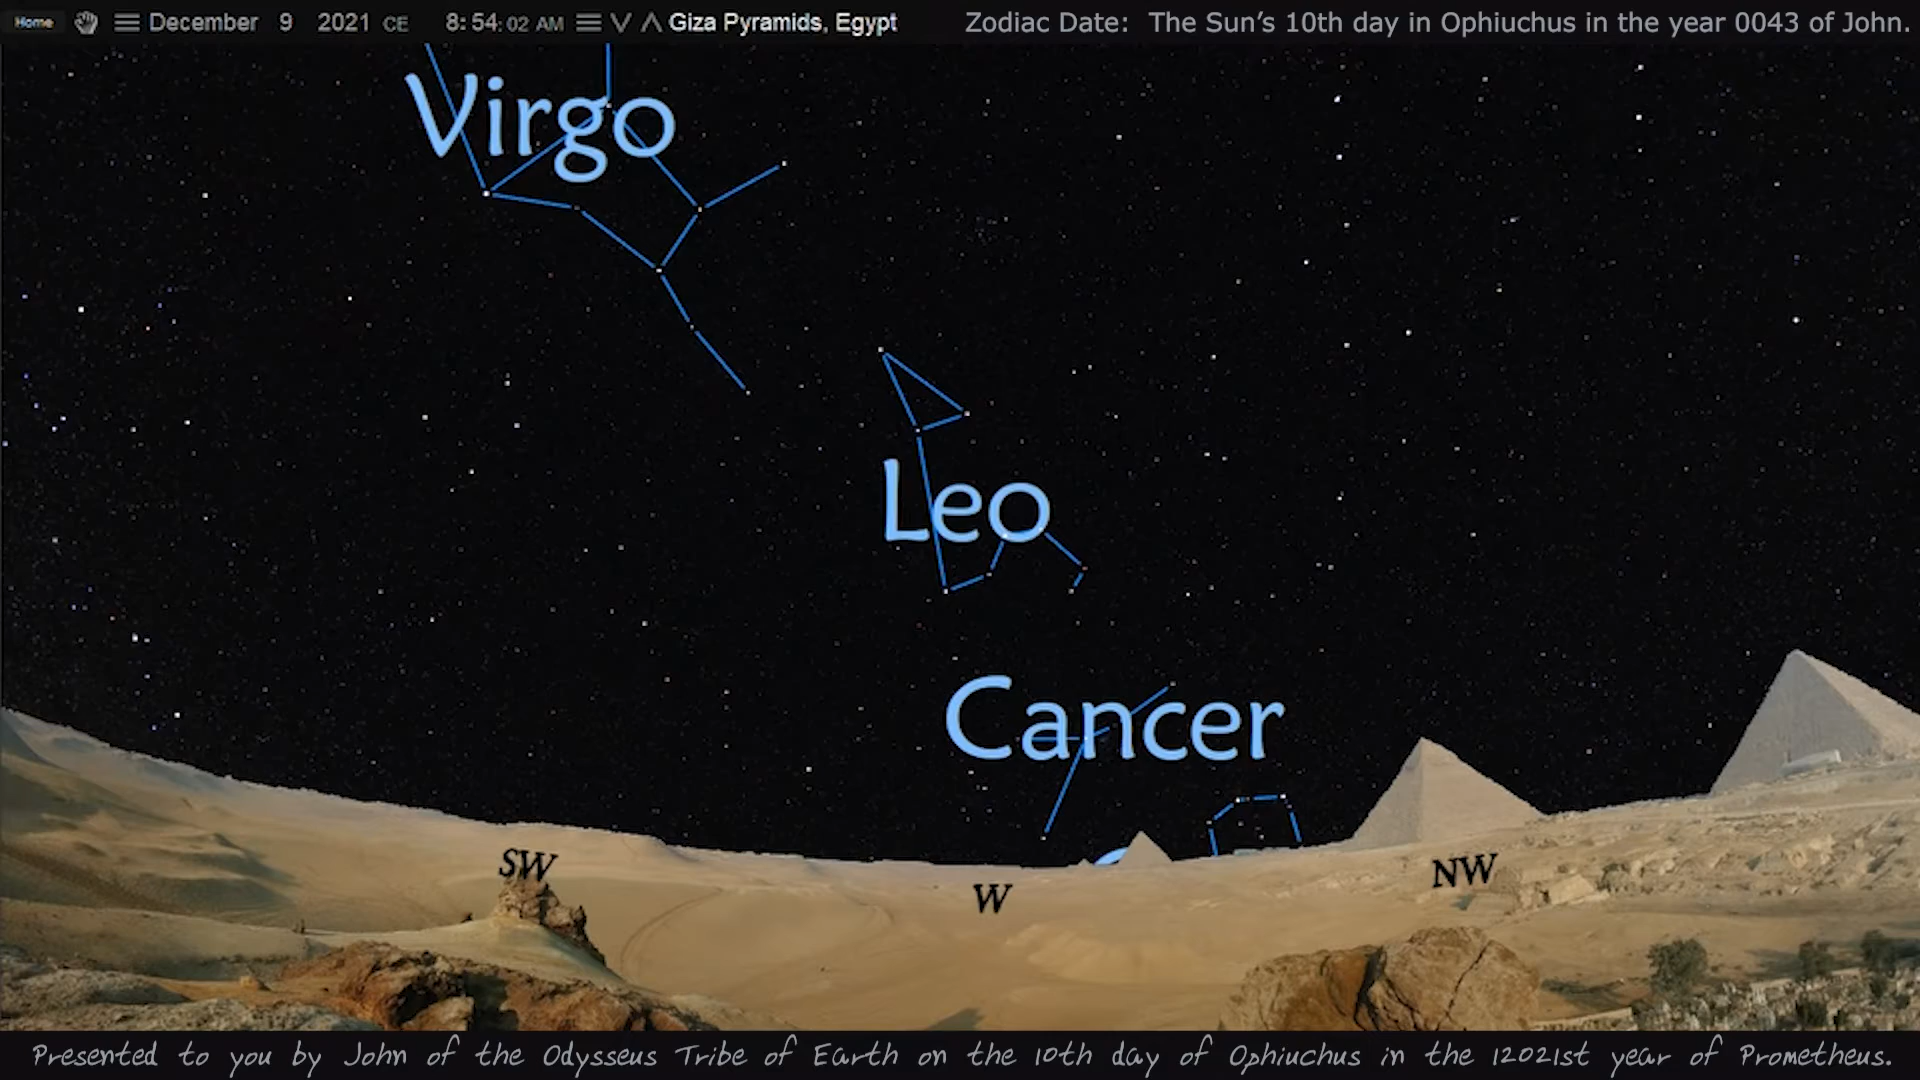 Home December 9 2021 CE 8:54:02 AM Giza Pyramids, Egypt Zodiac Date: The Sun’s 10th day in Ophiuchus in the year 0043 of John.
Virgo
Leo
Cancer
SW
W
NW
Presented to you by John of the Odysseus Tribe of Earth on the 10th day of Ophiuchus in the 12021st year of Prometheus.